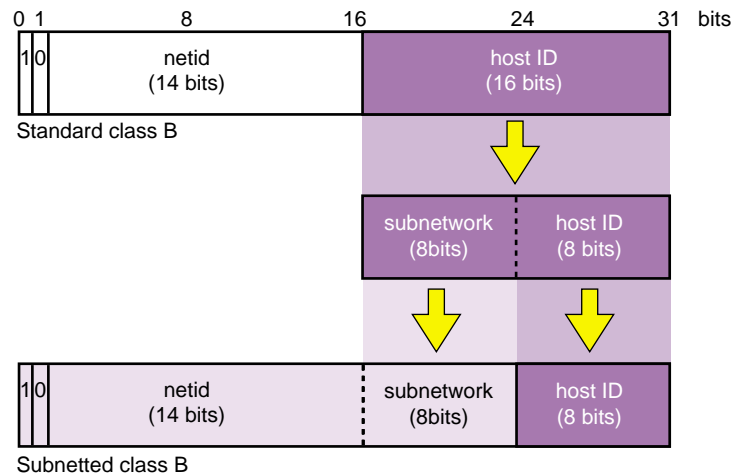 0 1 8 16 24 31 bits
1 0 netid host ID
(14 bits) (16 bits)
Standard class B
subnetwork host ID
(8bits) (8 bits)
1 0 netid subnetwork host ID
(14 bits) (8bits) (8 bits)
Subnetted class B